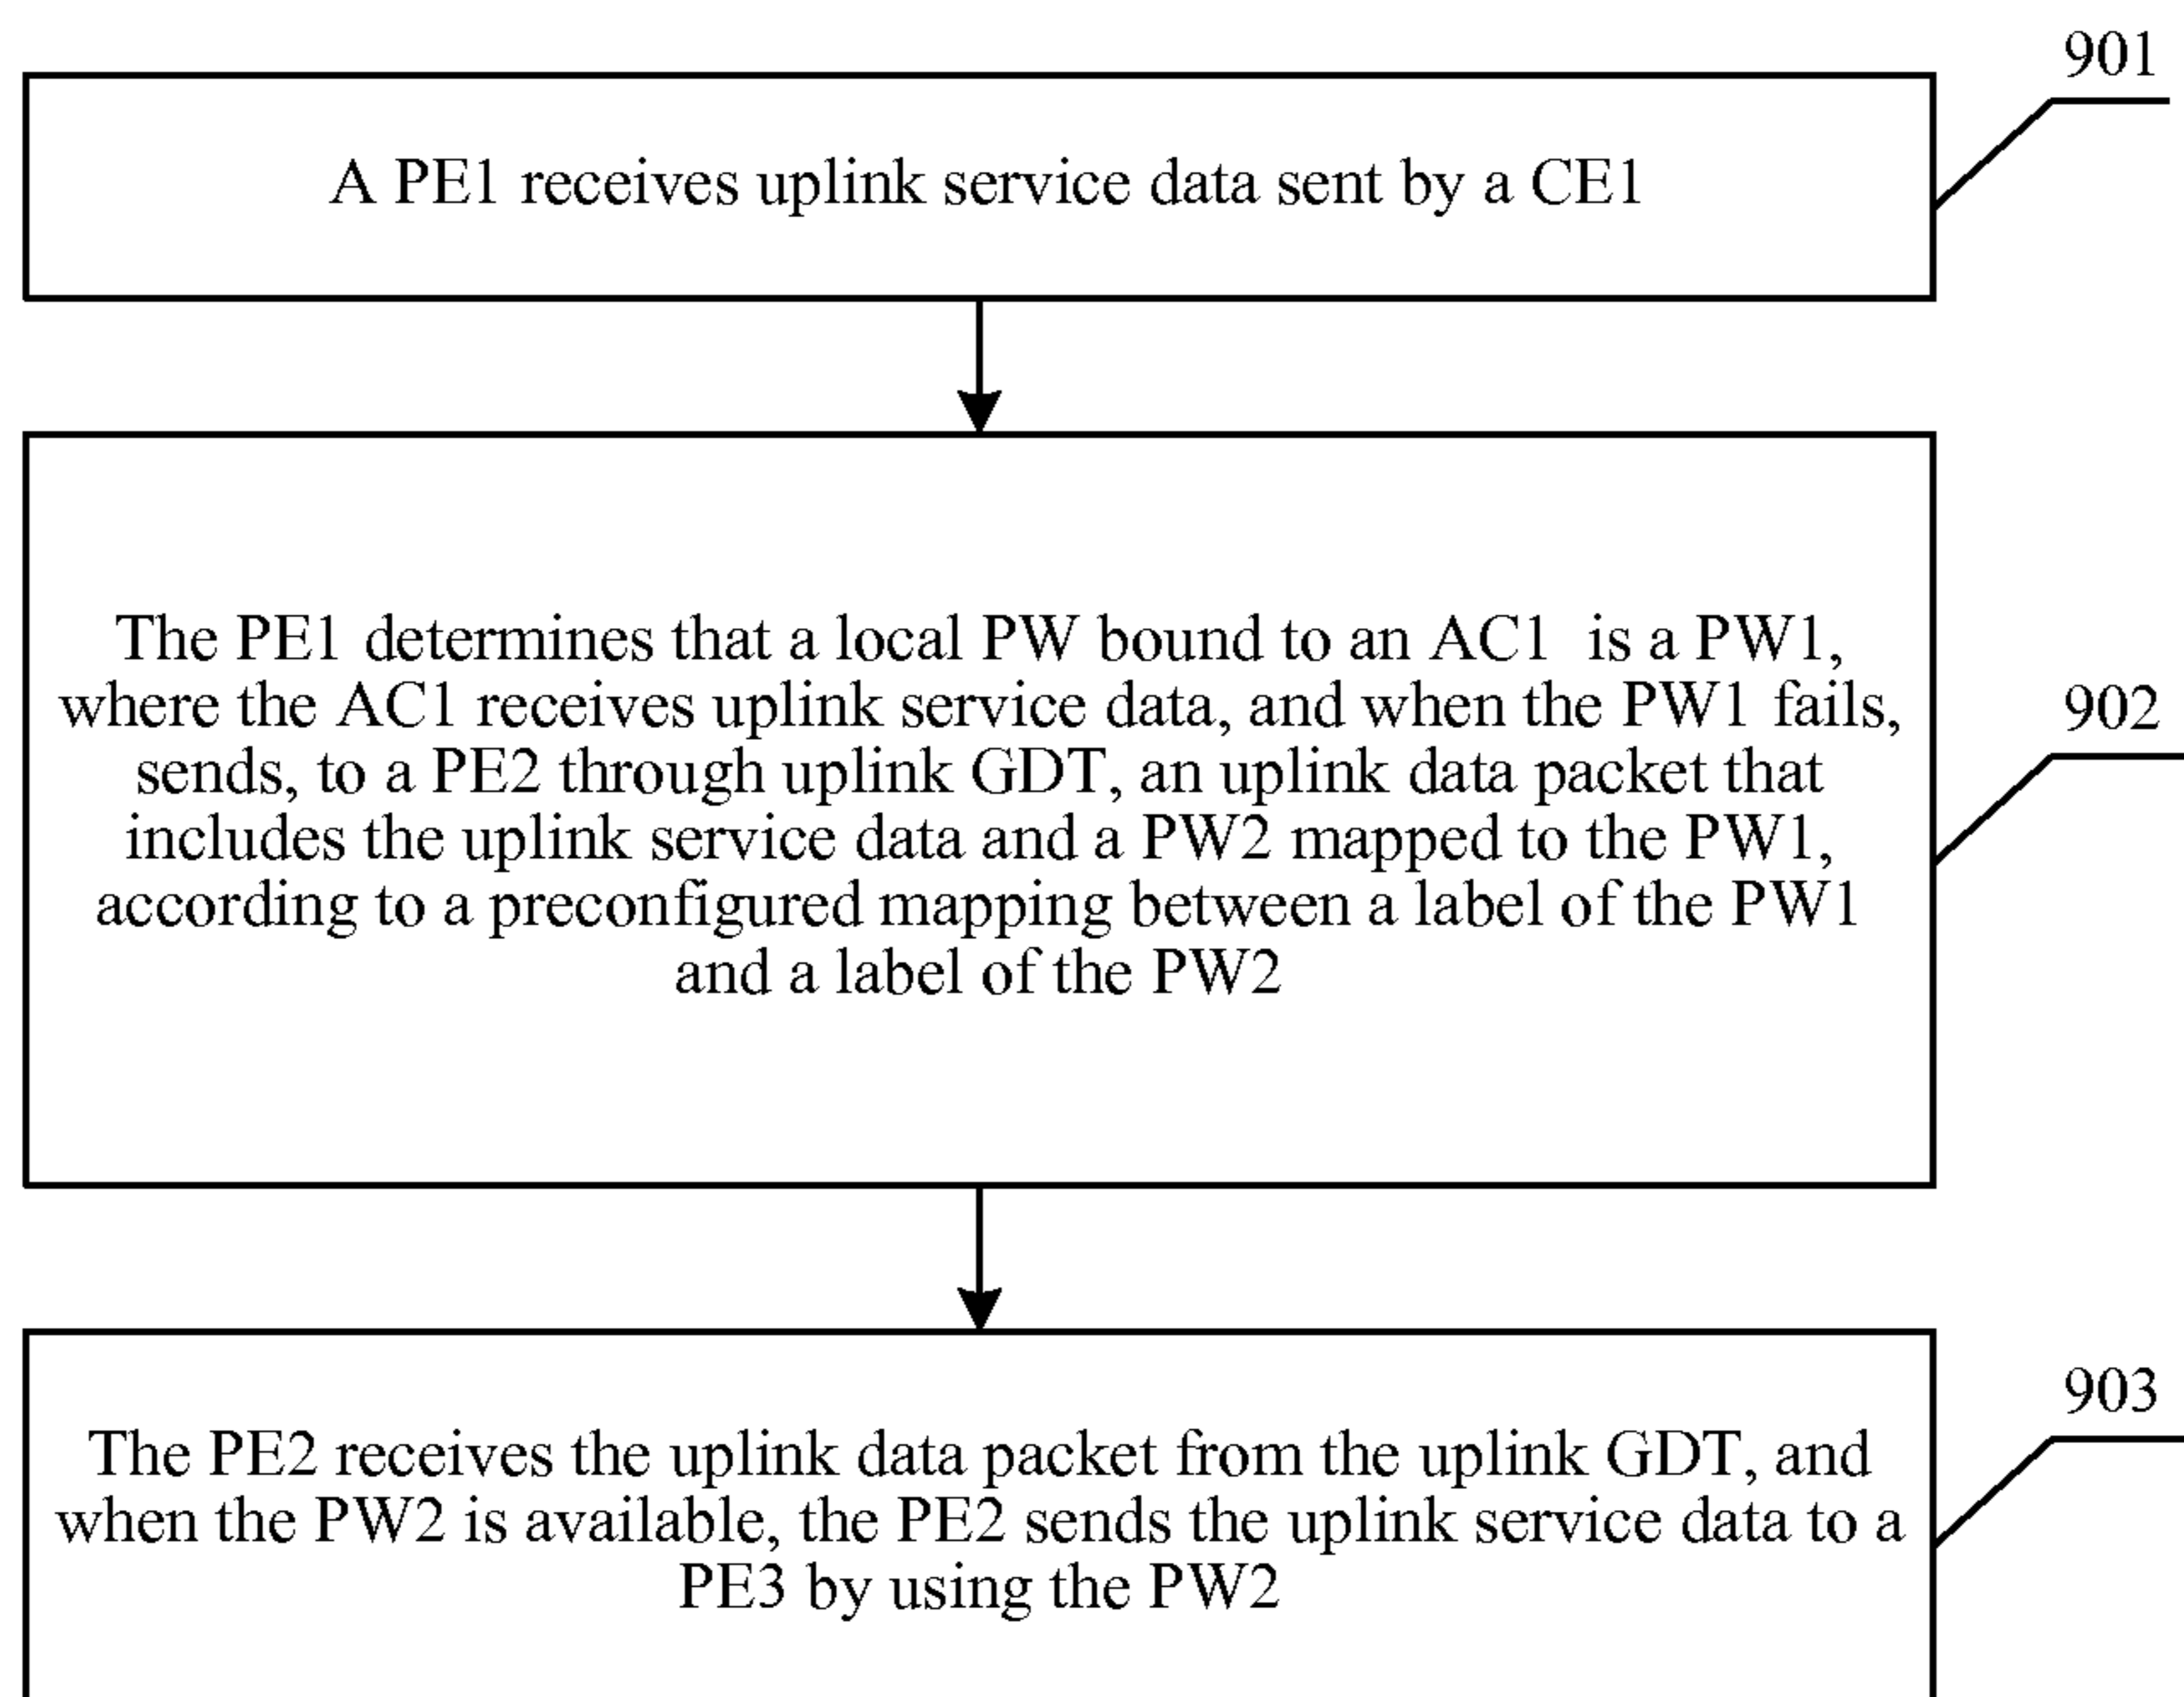 901
A PE1 receives uplink service data sent by a CE1
The PE1 determines that a local PW bound to an AC1 is a PW1,
where the AC1 receives uplink service data, and when the PW1 fails,
sends, to a PE2 through uplink GDT, an uplink data packet that
includes the uplink service data and a PW2 mapped to the PW1,
according to a preconfigured mapping between a label of the PW1
and a label of the PW2
902
903
The PE2 receives the uplink data packet from the uplink GDT, and
when the PW2 is available, the PE2 sends the uplink service data to a
PE3 by using the PW2